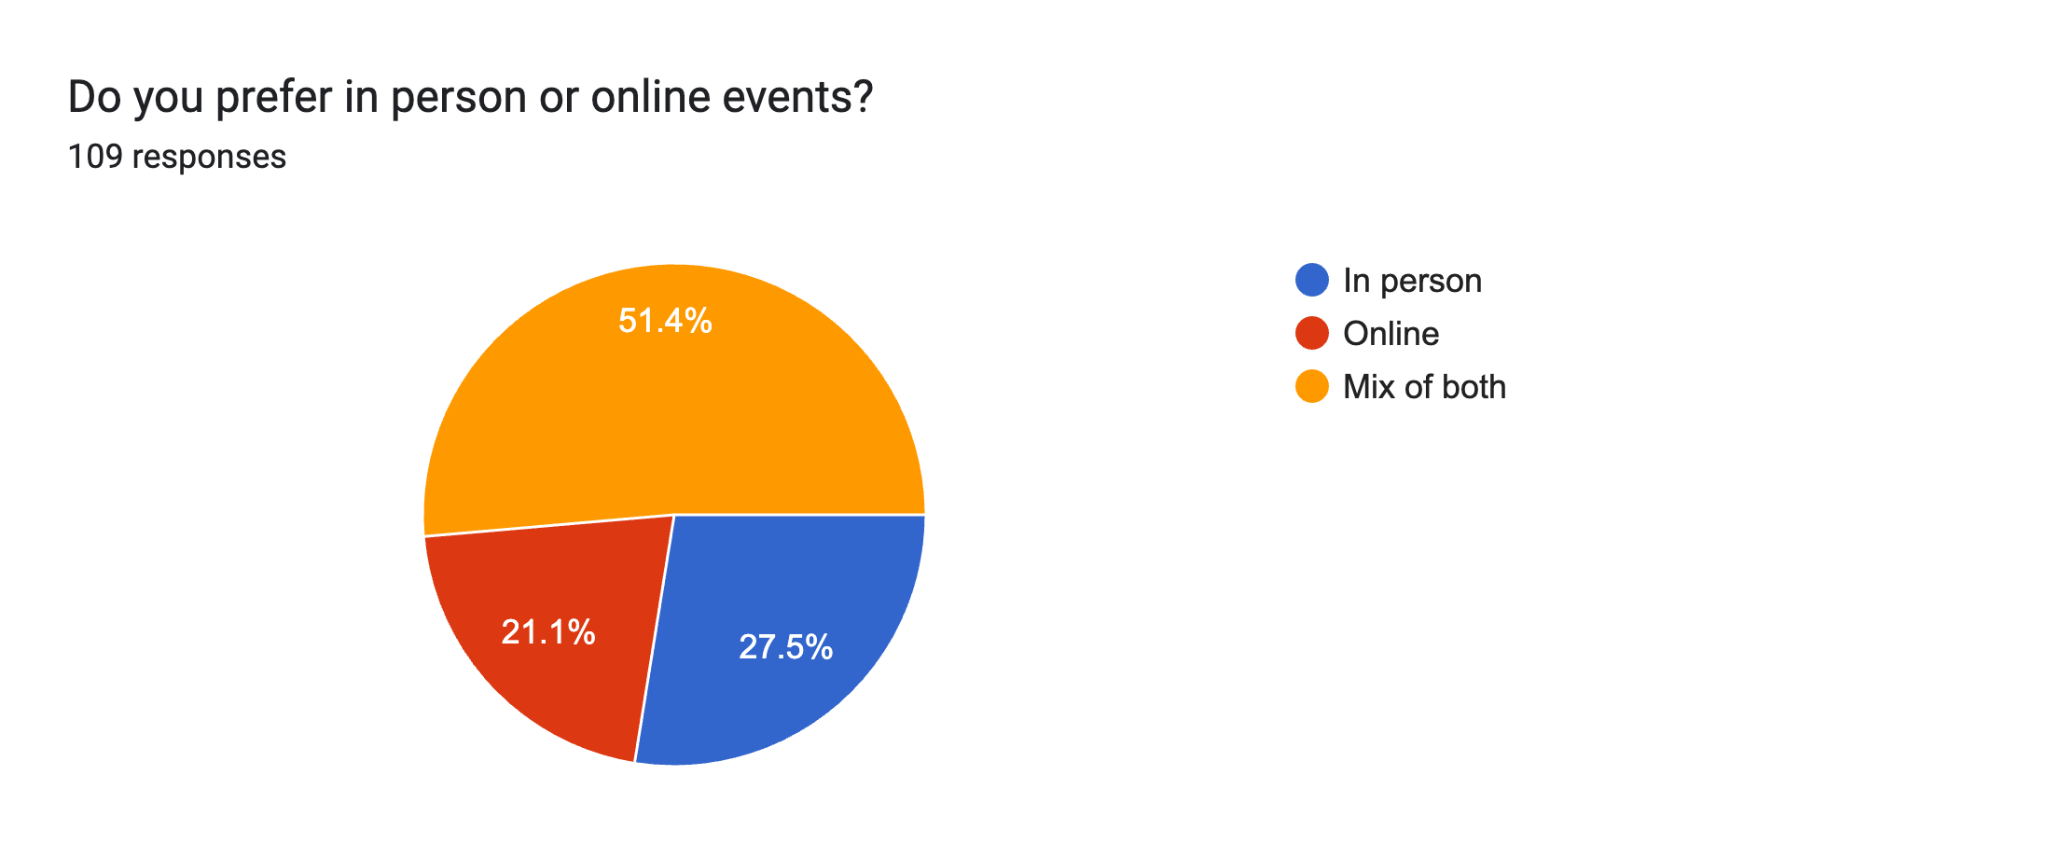 Do you prefer in person or online events?
109 responses
51.4%
21.1%
27.5%
In person
Online
Mix of both